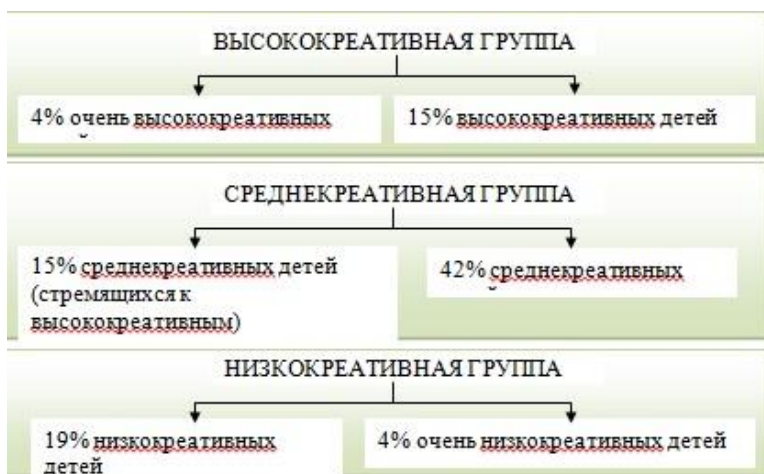 ВЫСОКОКРЕАТИВНАЯ ГРУППА
4% очень высококреативных
15% высококреативных детей
СРЕДНЕКРЕАТИВНАЯ ГРУППА
15% среднекреативных детей
(стремящихся к
высококреативным)
42% среднекреативных
НИЗКОКРЕАТИВНАЯ ГРУППА
19% низкокреативных
детей
4% очень низкокреативных детей